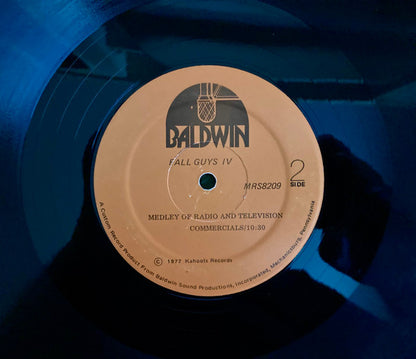 BALDWIN
FALL GUYS IV
2
SIDE
MRS8209
MEDLEY OF RADIO AND TELEVISION
COMMERCIALS/10:30
© 1977 Kahoots Records
A Custom Record Product From Baldwin Sound Productions, Incorporated, Mechanicsburg, Pennsylvania